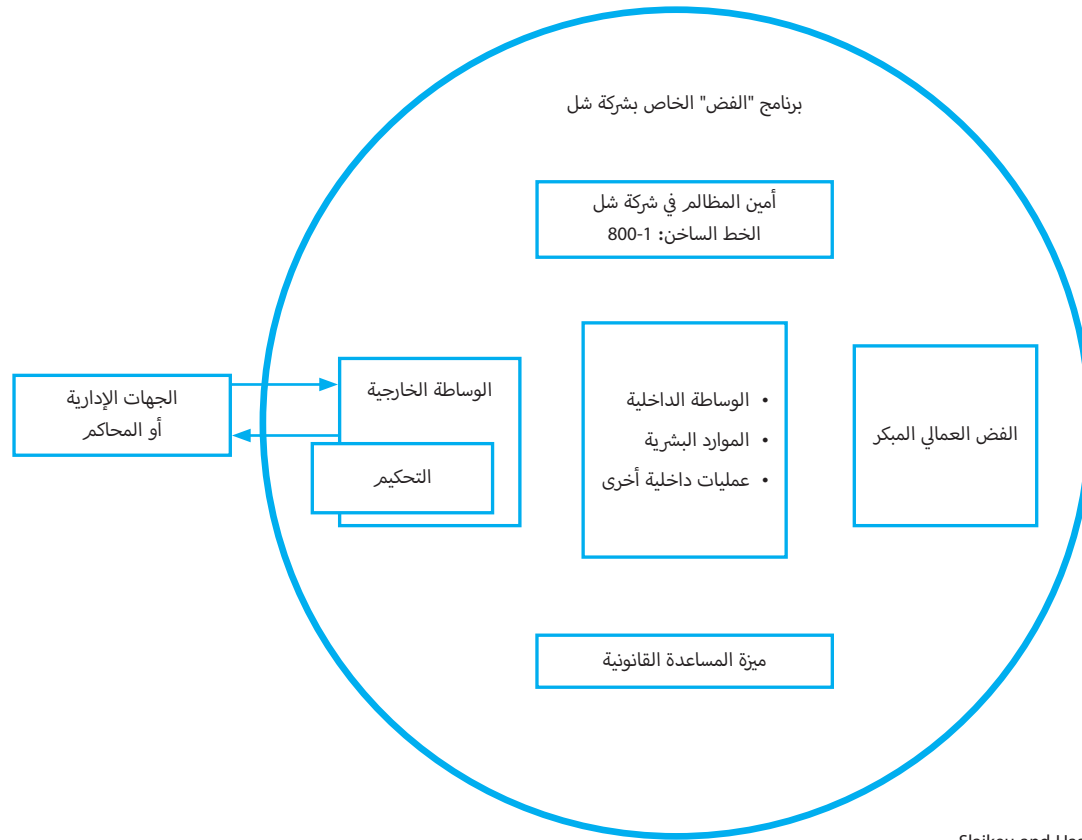 برنامج "الفض" الخاص بشركة شل
أمين المظالم في شركة شل
الخط الساخن: 1-800
الفض العمالي المبكر
• الوساطة الداخلية
• الموارد البشرية
• عمليات داخلية أخرى
الوساطة الخارجية
التحكيم
الجهات الإدارية
أو المحاكم
ميزة المساعدة القانونية